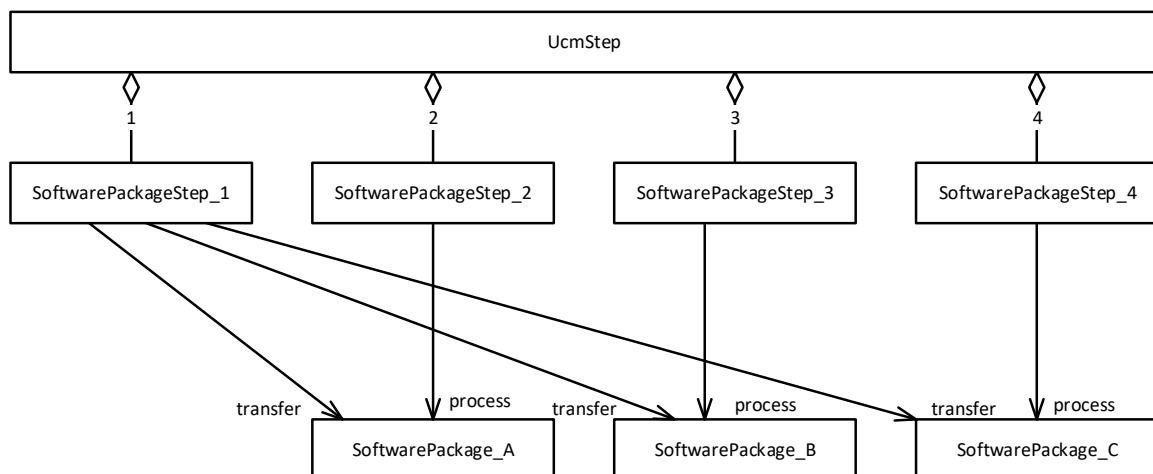 UcmStep
1
2
3
4
SoftwarePackageStep_1
SoftwarePackageStep_2
SoftwarePackageStep_3
SoftwarePackageStep_4
transfer
process
transfer
process
transfer
process
SoftwarePackage_A
SoftwarePackage_B
SoftwarePackage_C